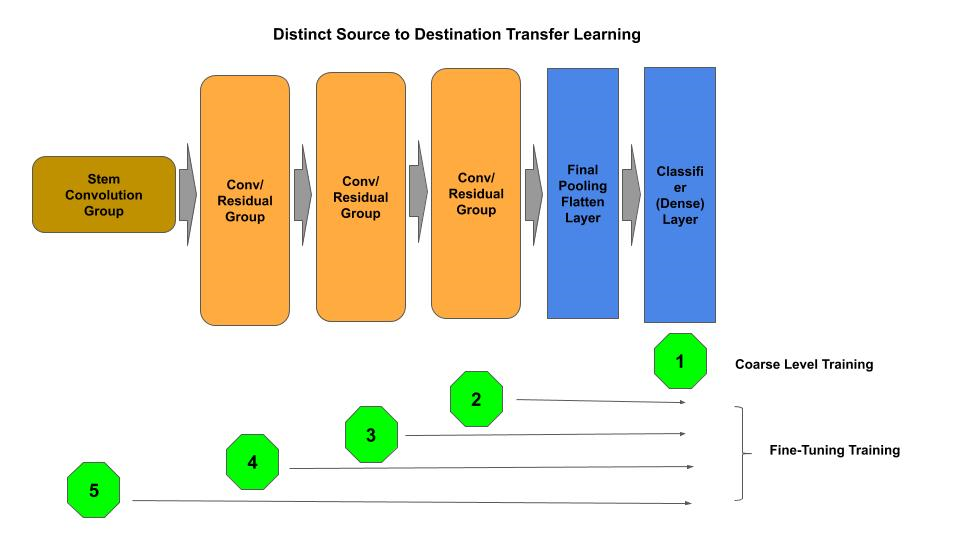 Distinct Source to Destination Transfer Learning
Stem
Convolution
Group
Conv/
Residual
Group
Conv/
Residual
Group
Conv/
Residual
Group
Final
Pooling
Flatten
Layer
Classifi
er
(Dense)
Layer
1
Coarse Level Training
2
3
4
5
Fine-Tuning Training